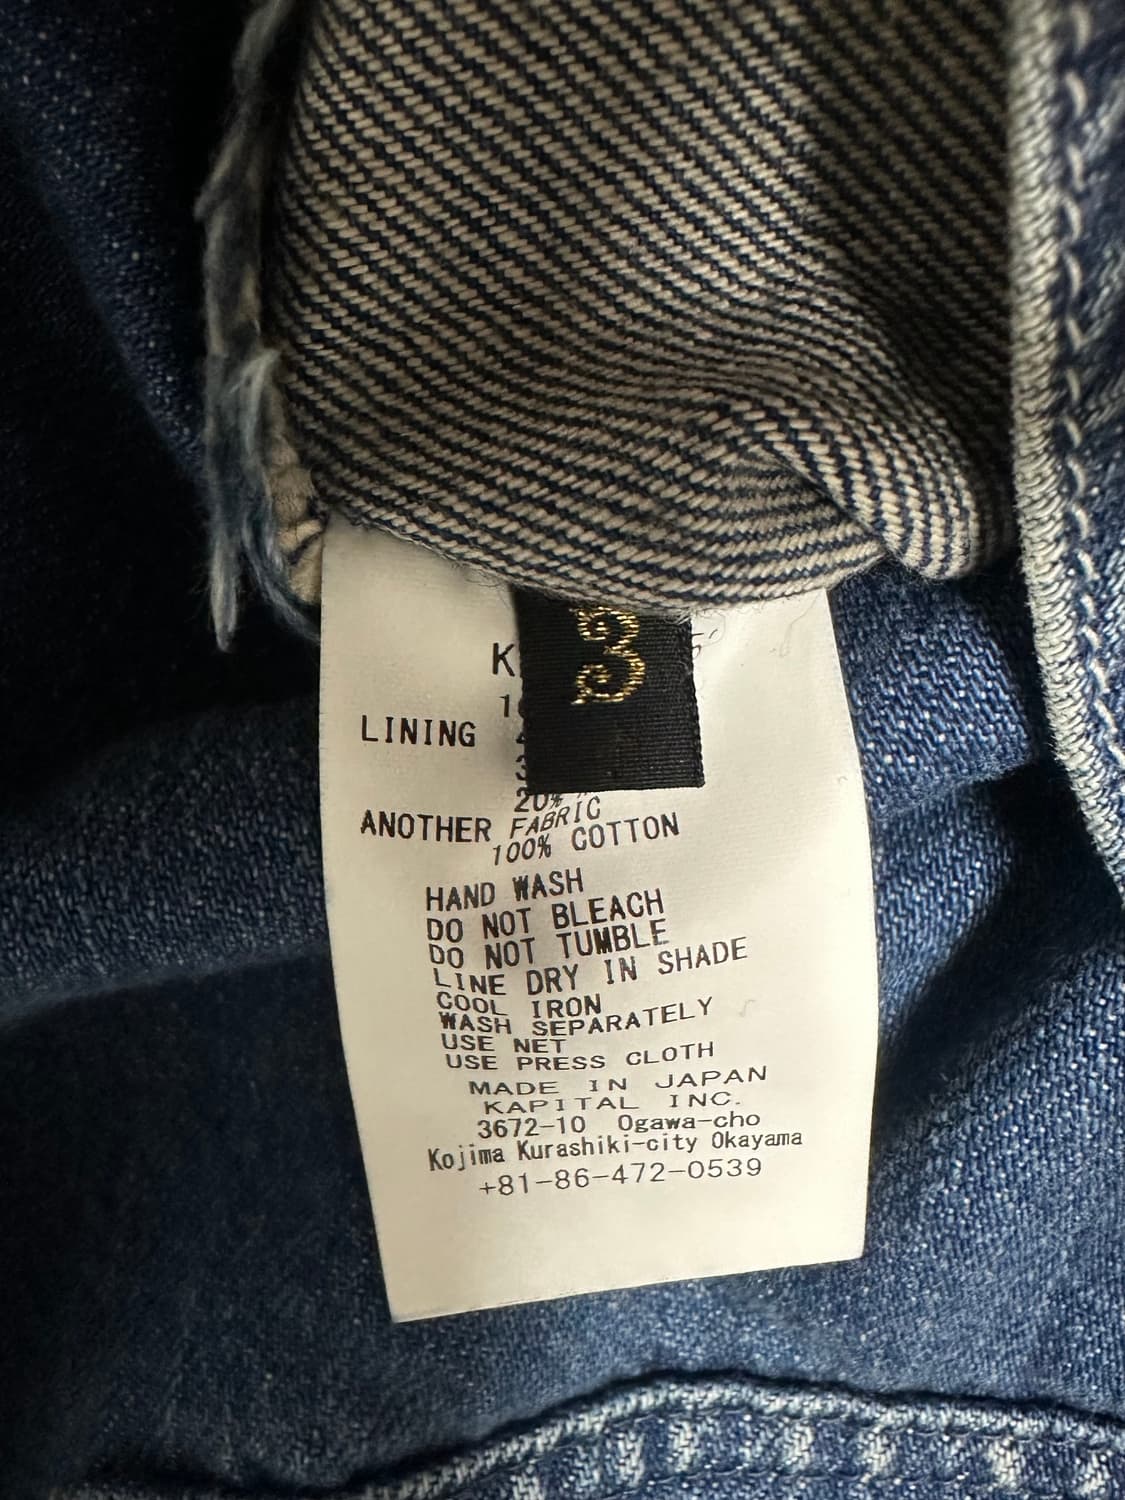 3
LINING
20%
ANOTHER FABRIC
100% COTTON
HAND WASH
DO NOT BLEACH
DO NOT TUMBLE
LINE DRY IN SHADE
COOL IRON
WASH SEPARATELY
USE NET
USE PRESS CLOTH
MADE IN JAPAN
KAPITAL INC.
3672-10 Ogawa-cho
Kojima Kurashiki-city Okayama
+81-86-472-0539